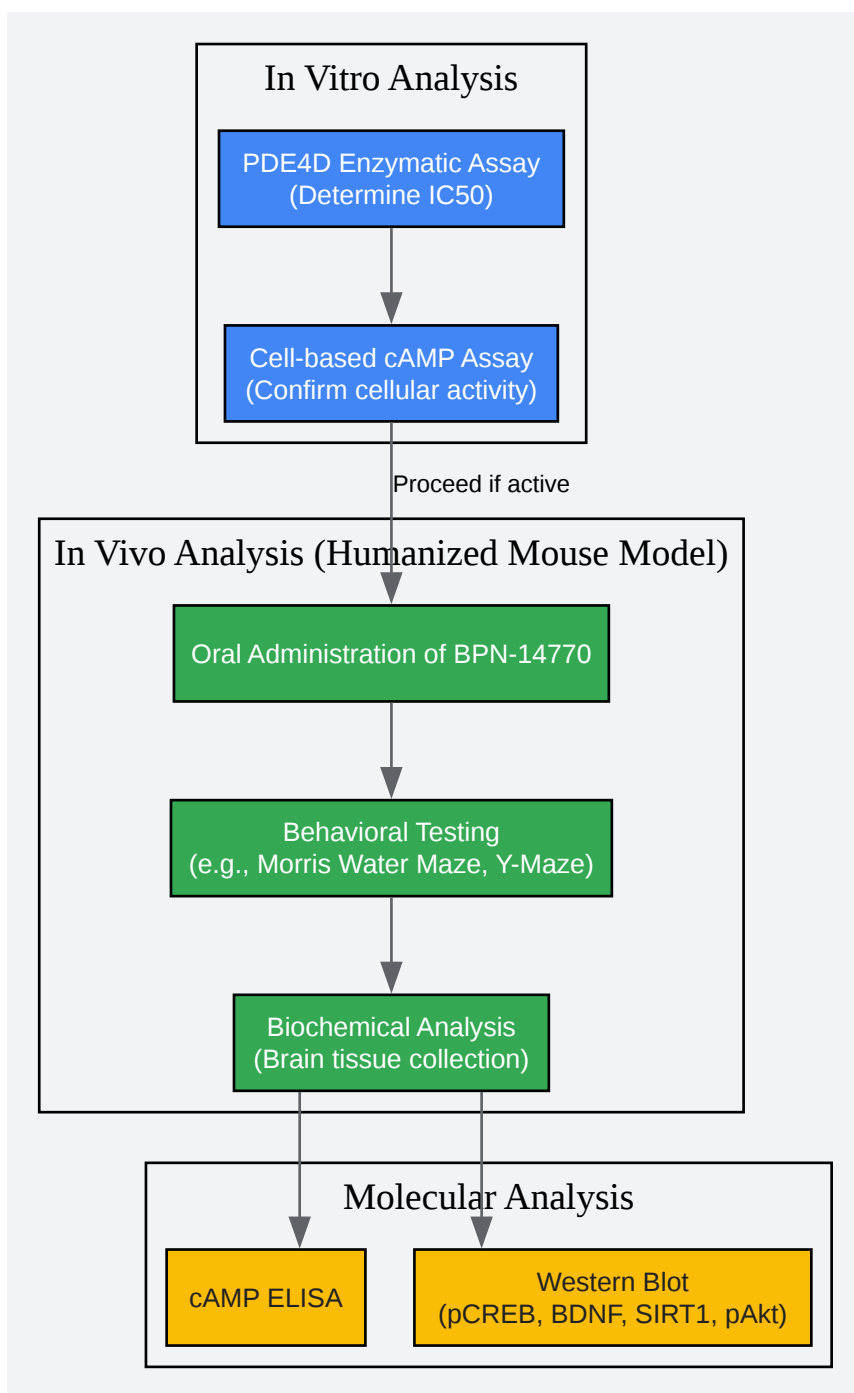 In Vitro Analysis
PDE4D Enzymatic Assay
(Determine IC50)
Cell-based cAMP Assay
(Confirm cellular activity)
Proceed if active
In Vivo Analysis (Humanized Mouse Model)
Oral Administration of BPN-14770
Behavioral Testing
(e.g., Morris Water Maze, Y-Maze)
Biochemical Analysis
(Brain tissue collection)
Molecular Analysis
cAMP ELISA
Western Blot
(pCREB, BDNF, SIRT1, pAkt)